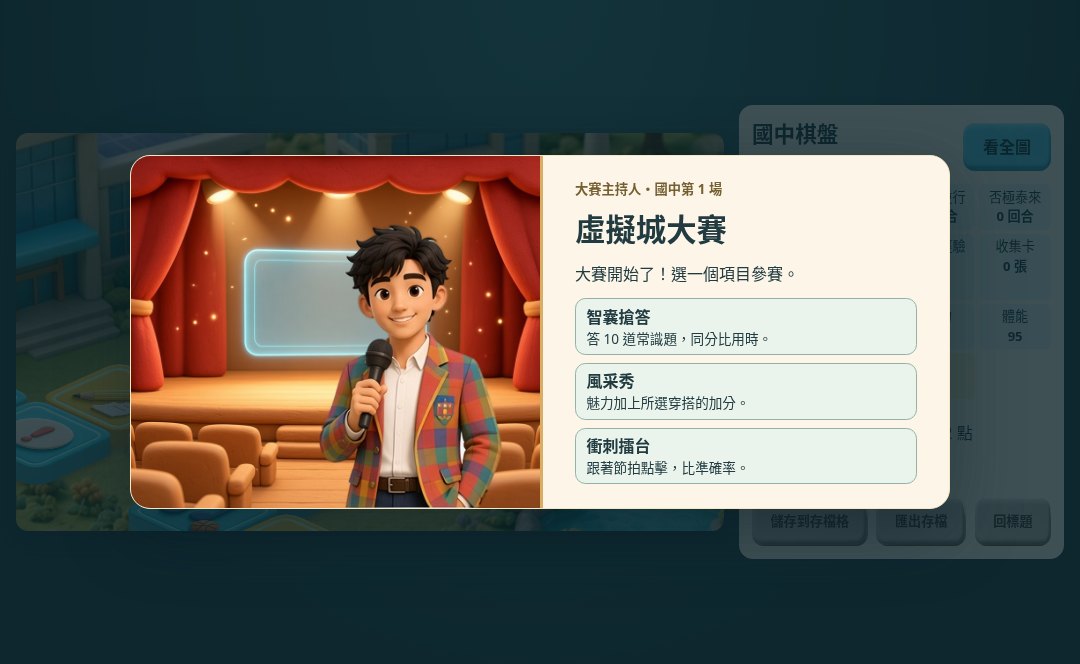 國中棋盤
看全圖
大賽主持人・國中第 1 場
虛擬城大賽
大賽開始了！選一個項目參賽。
智囊搶答
答 10 道常識題，同分比用時。
風采秀
魅力加上所選穿搭的加分。
衝刺擂台
跟著節拍點擊，比準確率。
行
否極泰來
0 回合
驗
收集卡
0 張
體能
95
點
儲存到存檔格
匯出存檔
回標題